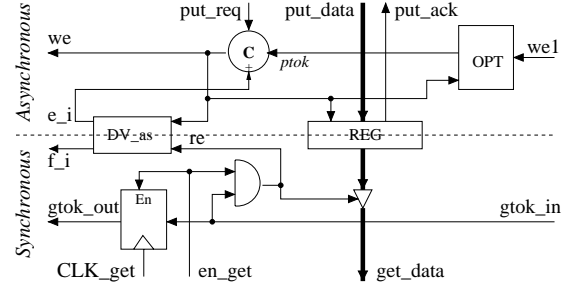 put_req put_data put_ack
we C ptok OPT we1
+
Asynchronous
e_i
DV_as re REG
f_i
Synchronous
En
gtok_out gtok_in
CLK_get en_get get_data